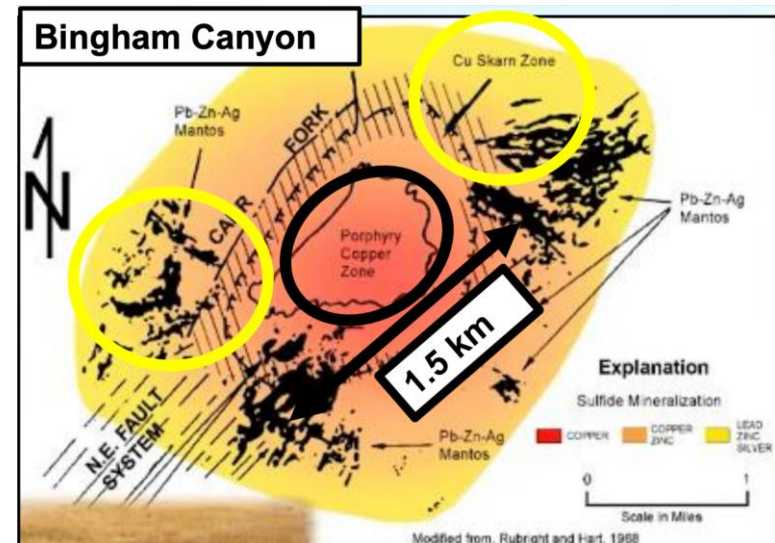 Bingham Canyon
Cu Skarn Zone
Pb-Zn-Ag
Mantos
FORK
CARR
N
Pb-Zn-Ag
Mantos
Porphyry
Copper
Zone
1.5 km
Explanation
Sulfide Mineralization
COPPER
COPPER
ZINC
LEAD
ZINC
SILVER
N.E. FAULT
SYSTEM
Pb-Zn-Ag
Mantos
0 1
Scale in Miles
Modified from, Rubright and Hart, 1968